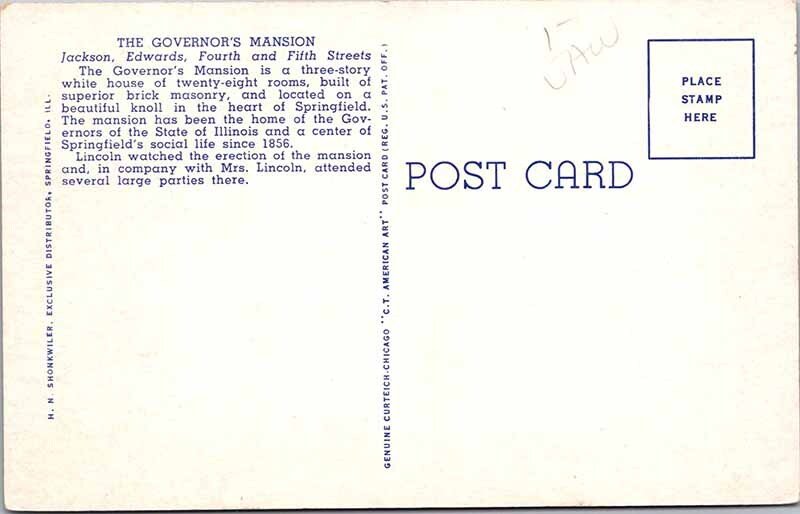 THE GOVERNOR'S MANSION
Jackson, Edwards, Fourth and Fifth Streets
The Governor's Mansion is a three-story
white house of twenty-eight rooms, built of
superior brick masonry, and located on a
beautiful knoll in the heart of Springfield.
The mansion has been the home of the Gov-
ernors of the State of Illinois and a center of
Springfield's social life since 1856.
Lincoln watched the erection of the mansion
and, in company with Mrs. Lincoln, attended
several large parties there.
H. N. SHONKWILER, EXCLUSIVE DISTRIBUTOR, SPRINGFIELD, ILL.
GENUINE CURTEICH-CHICAGO "C.T. AMERICAN ART" POST CARD (REG. U.S. PAT. OFF.)
POST CARD
PLACE
STAMP
HERE